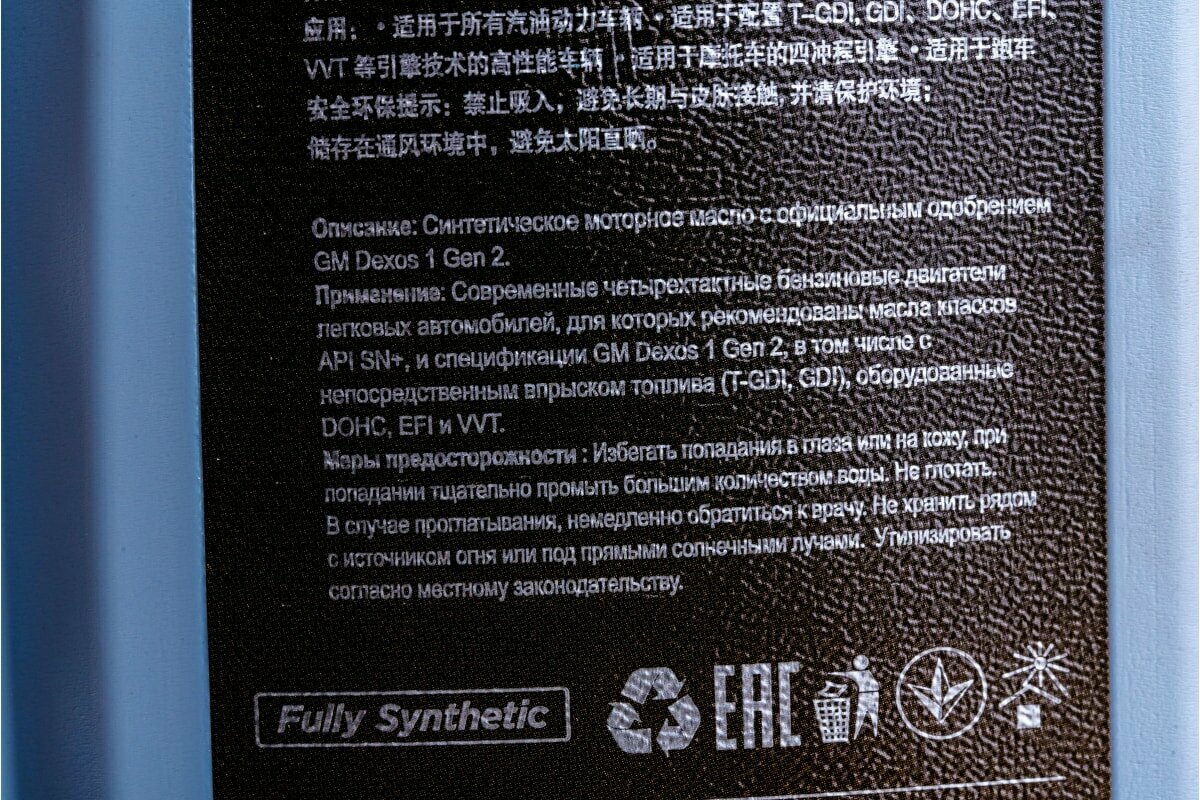 应用： · 适用于所有汽油动力车辆 · 适用于配置 T-GDI, GDI、DOHC、EFI、
VVT 等引擎技术的高性能车辆 · 适用于摩托车的四冲程引擎 · 适用于跑车
安全环保提示：禁止吸入；避免长期与皮肤接触, 并请保护环境；
储存在通风环境中，避免太阳直晒。
Описание: Синтетическое моторное масло с официальным одобрением
GM Dexos 1 Gen 2.
Применение: Современные четырехтактные бензиновые двигатели
легковых автомобилей, для которых рекомендованы масла классов
API SN+, и спецификации GM Dexos 1 Gen 2, в том числе с
непосредственным впрыском топлива (T-GDI, GDI), оборудованные
DOHC, EFI и VVT.
Меры предосторожности : Избегать попадания в глаза или на кожу, при
попадании тщательно промыть большим количеством воды. Не глотать.
В случае проглатывания, немедленно обратиться к врачу. Не хранить рядом
с источником огня или под прямыми солнечными лучами. Утилизировать
согласно местному законодательству.
Fully Synthetic
EAC